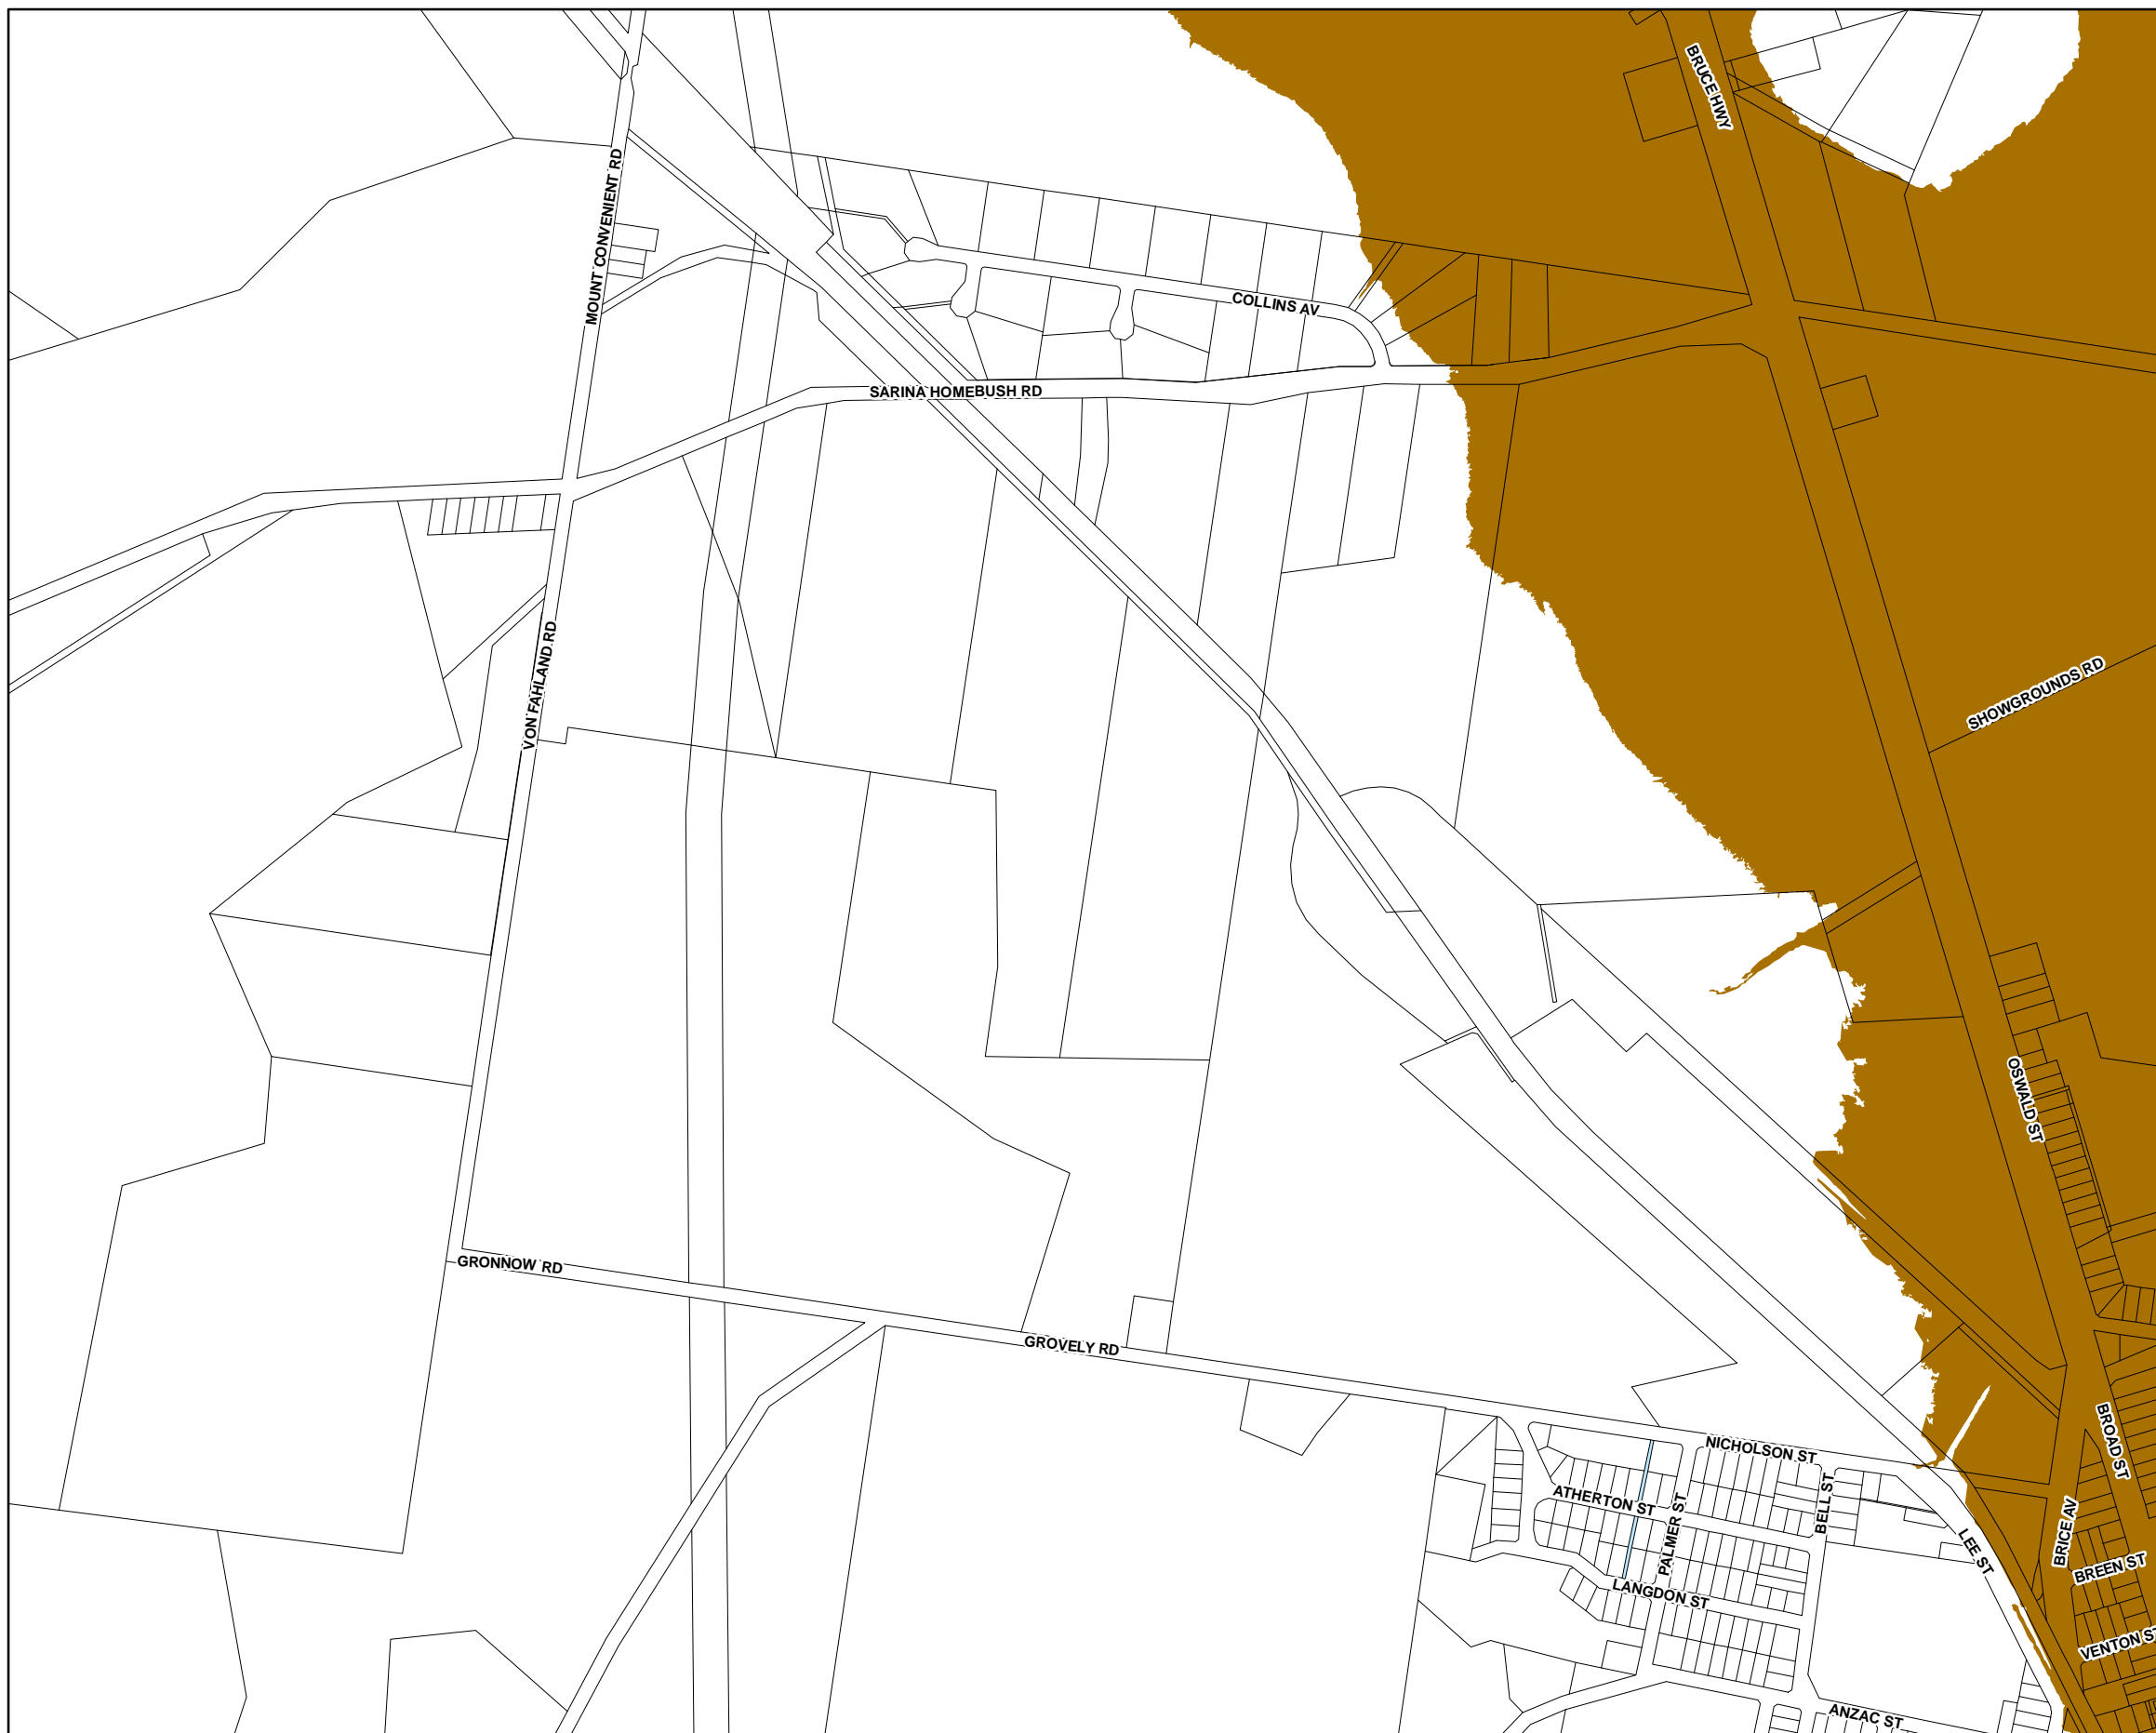 BRUCE HWY
MOUNT CONVENIENT RD
COLLINS AV
SARINA HOMEBUSH RD
VON FAHLAND RD
SHOWGROUNDS RD
OSWALD ST
GRONNOW RD
GROVELY RD
BROAD ST
NICHOLSON ST
ATHERTON ST
PALMER ST
BELL ST
LEE ST
BRICE AV
BREEN ST
LANGDON ST
VENTON ST
ANZAC ST